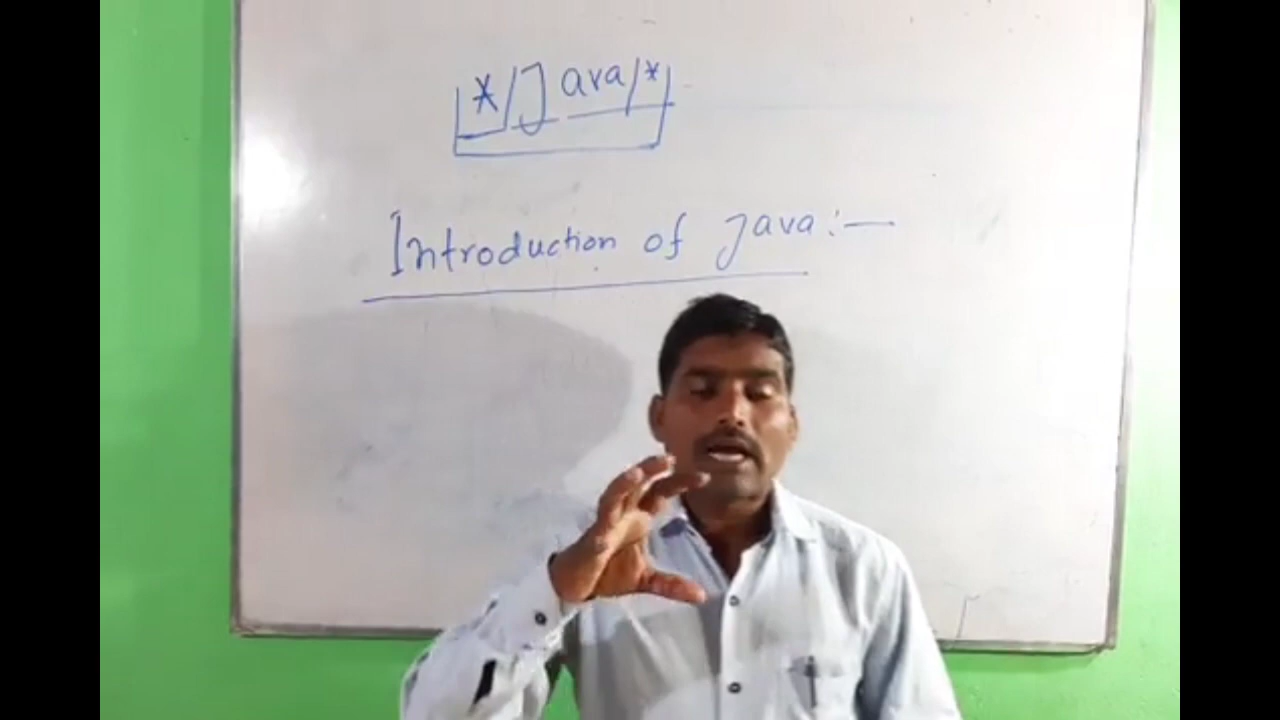 */Java/*
Introduction of Java:—